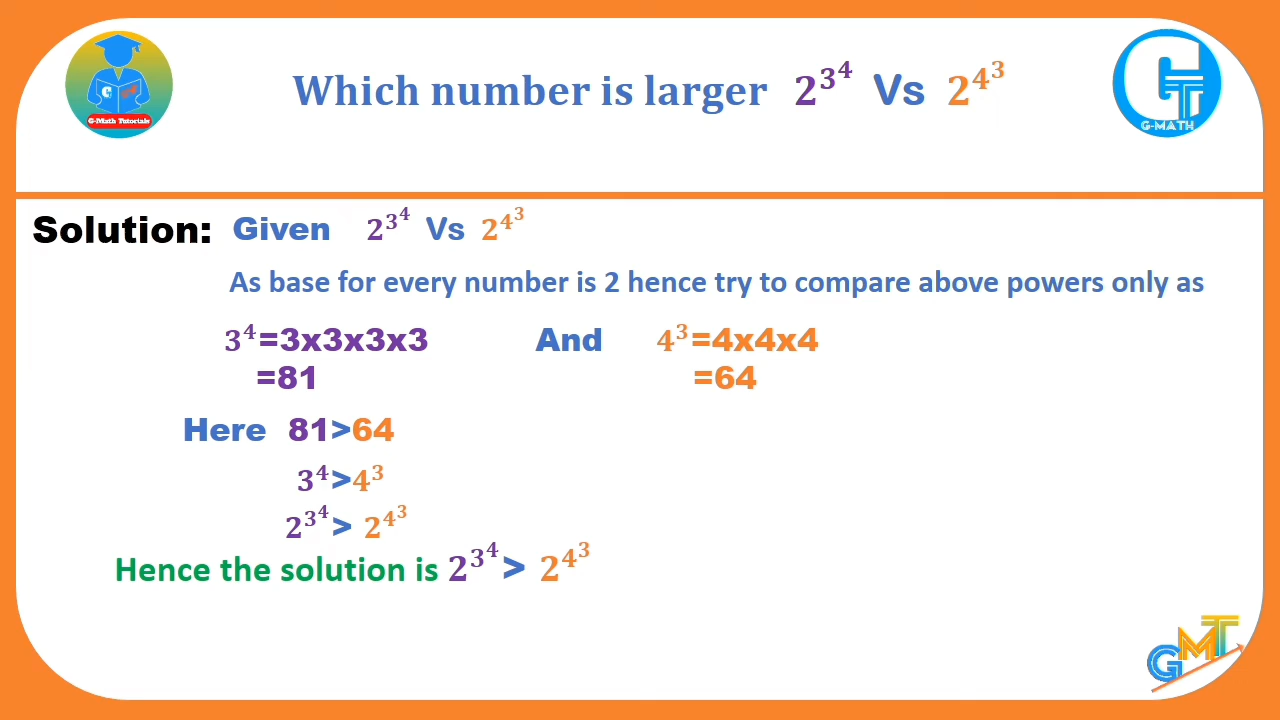 Which number is larger 2^3^4 Vs 2^4^3
G-Math Tutorials
G-MATH
Solution: Given 2^3^4 Vs 2^4^3
As base for every number is 2 hence try to compare above powers only as
3^4=3x3x3x3 And 4^3=4x4x4
=81 =64
Here 81>64
3^4>4^3
2^3^4> 2^4^3
Hence the solution is 2^3^4> 2^4^3
GMT